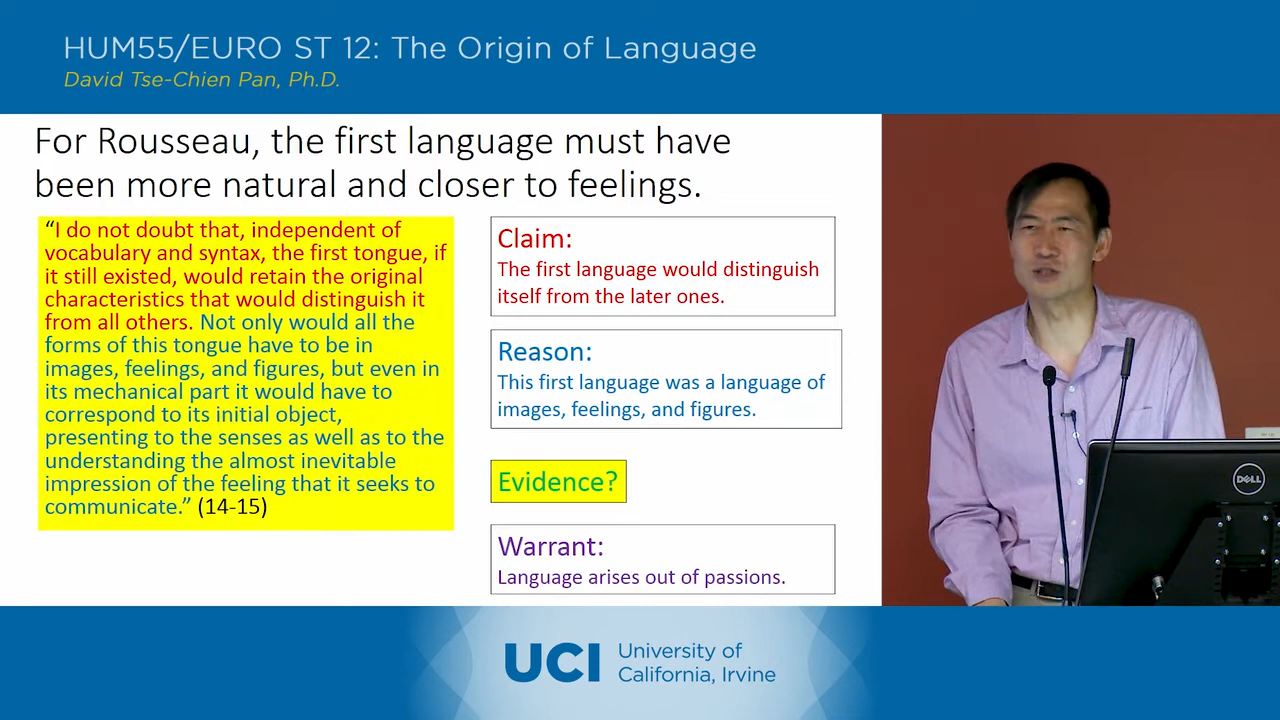 HUM55/EURO ST 12: The Origin of Language
David Tse-Chien Pan, Ph.D.
For Rousseau, the first language must have
been more natural and closer to feelings.
“I do not doubt that, independent of
vocabulary and syntax, the first tongue, if
it still existed, would retain the original
characteristics that would distinguish it
from all others. Not only would all the
forms of this tongue have to be in
images, feelings, and figures, but even in
its mechanical part it would have to
correspond to its initial object,
presenting to the senses as well as to the
understanding the almost inevitable
impression of the feeling that it seeks to
communicate.” (14-15)
Claim:
The first language would distinguish
itself from the later ones.
Reason:
This first language was a language of
images, feelings, and figures.
Evidence?
Warrant:
Language arises out of passions.
DELL
UCI
University of
California, Irvine